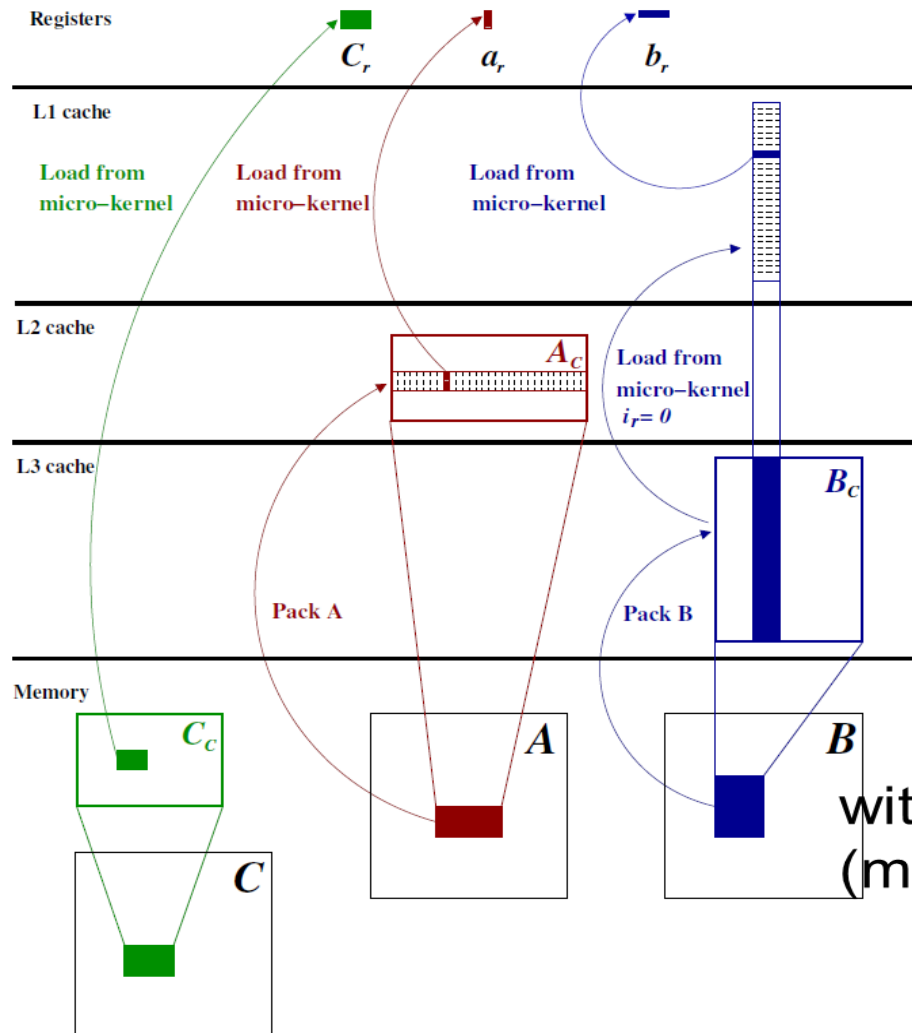 Registers
C_r
a_r
b_r
L1 cache
Load from
micro−kernel
Load from
micro−kernel
Load from
micro−kernel
L2 cache
A_C
Load from
micro−kernel
i_r = 0
L3 cache
B_C
Pack A
Pack B
Memory
C_C
A
B
wit
(m
C